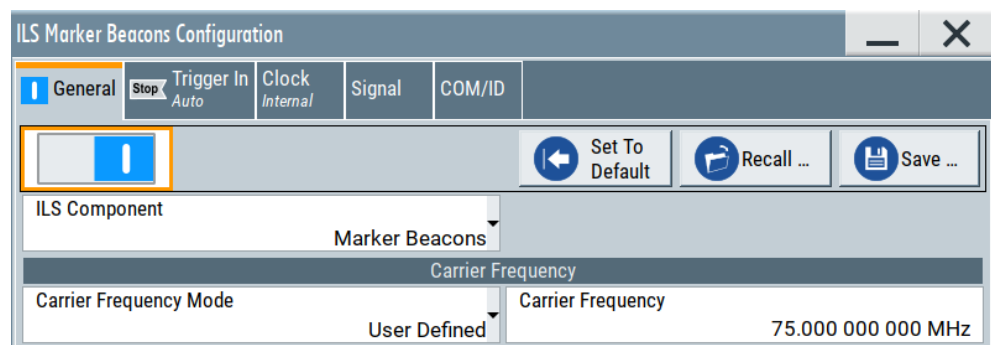 ILS Marker Beacons Configuration
General
Stop
Trigger In
Auto
Clock
Internal
Signal
COM/ID
Set To
Default
Recall ...
Save ...
ILS Component
Marker Beacons
Carrier Frequency
Carrier Frequency Mode
User Defined
Carrier Frequency
75.000 000 000 MHz